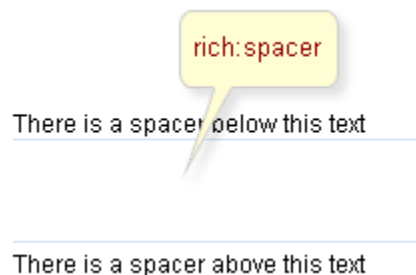 rich:spacer
There is a spacer below this text
There is a spacer above this text